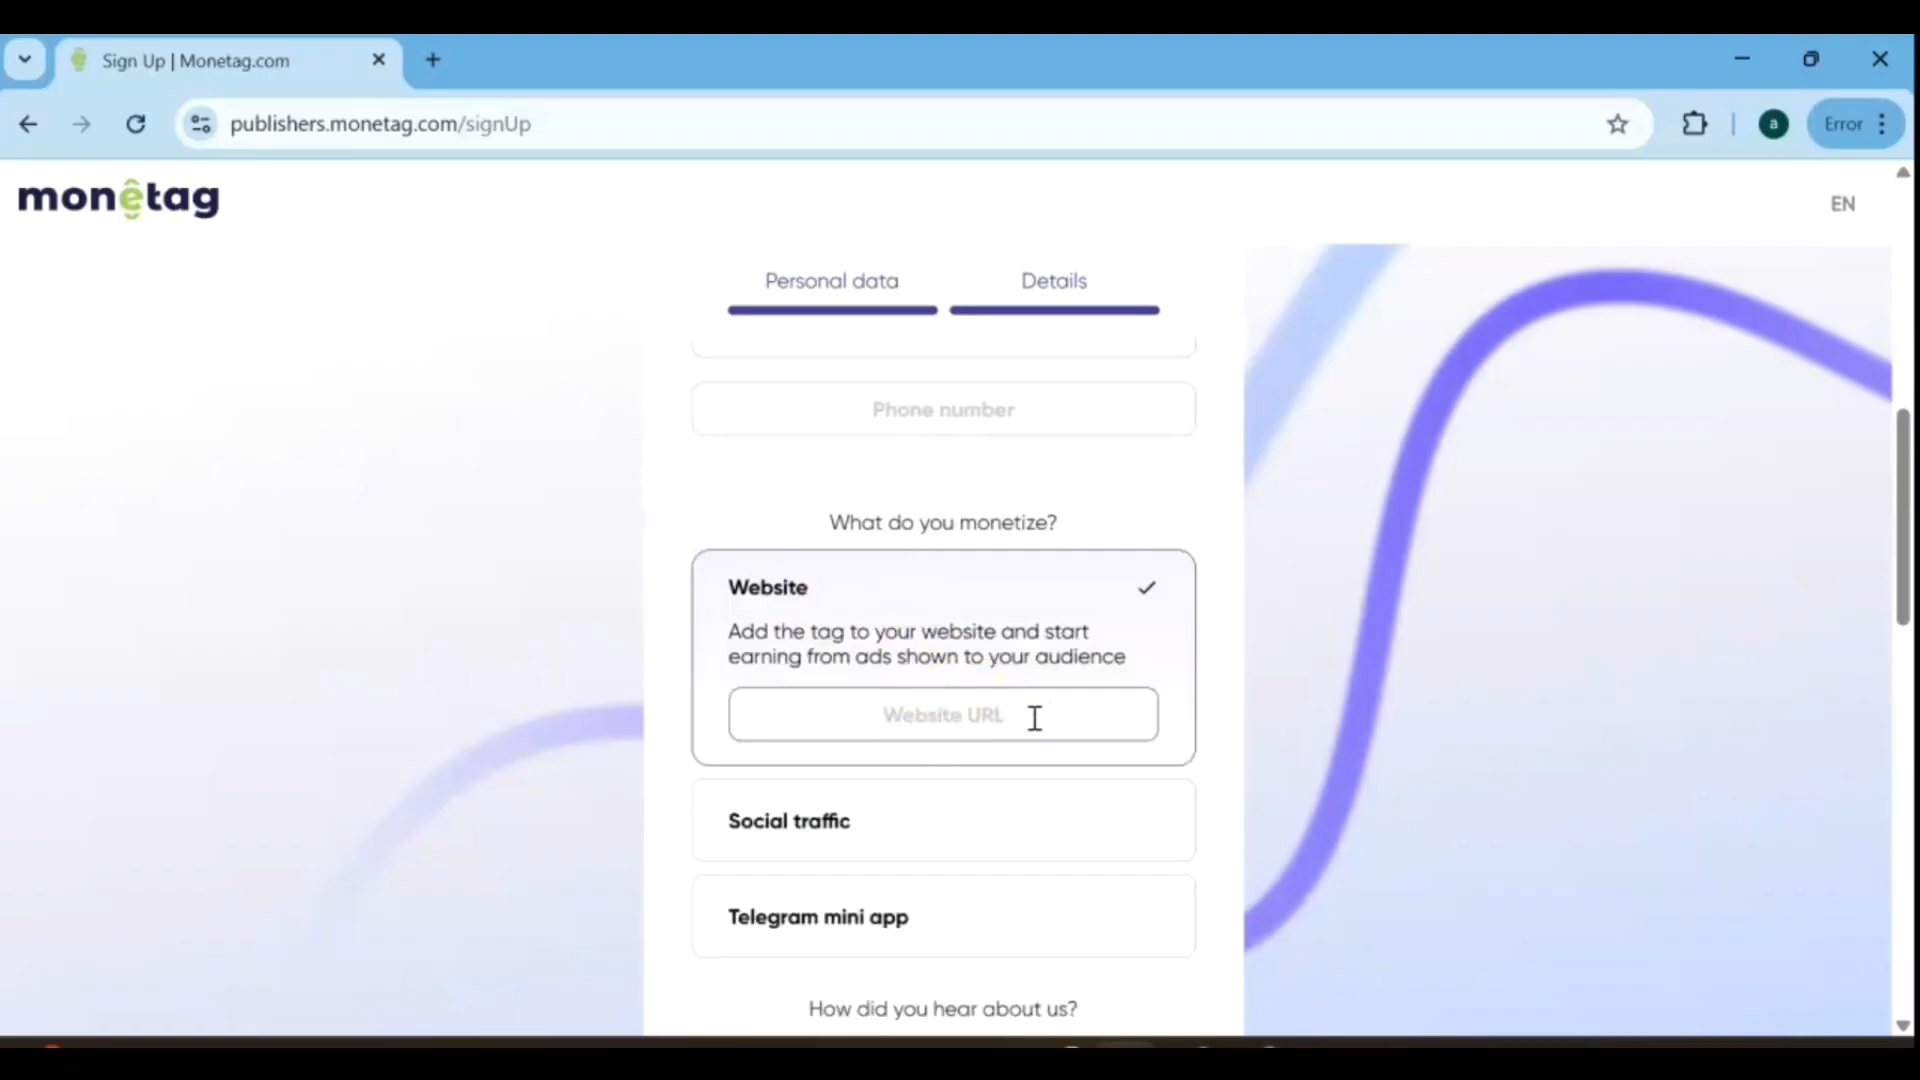 Sign Up | Monetag.com
publishers.monetag.com/signUp
a
Error
monetag
EN
Personal data
Details
Phone number
What do you monetize?
Website
Add the tag to your website and start
earning from ads shown to your audience
Website URL
Social traffic
Telegram mini app
How did you hear about us?